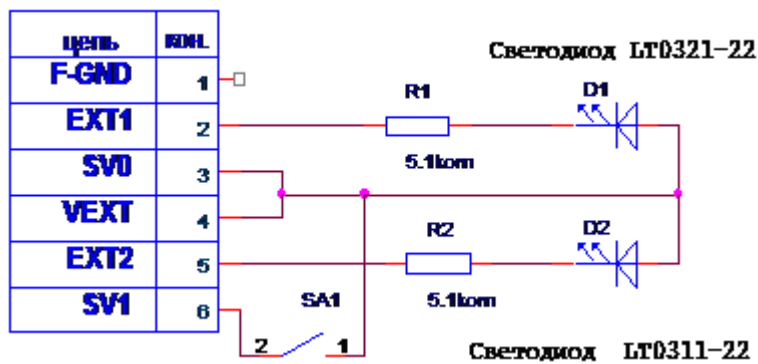 цепь КОН.
Светодиод LT0321-22
F-GND 1
R1 D1
EXT1 2
5.1kom
SV0 3
VEXT 4
R2 D2
EXT2 5
SA1 5.1kom
SV1 6
2 1
Светодиод LT0311-22